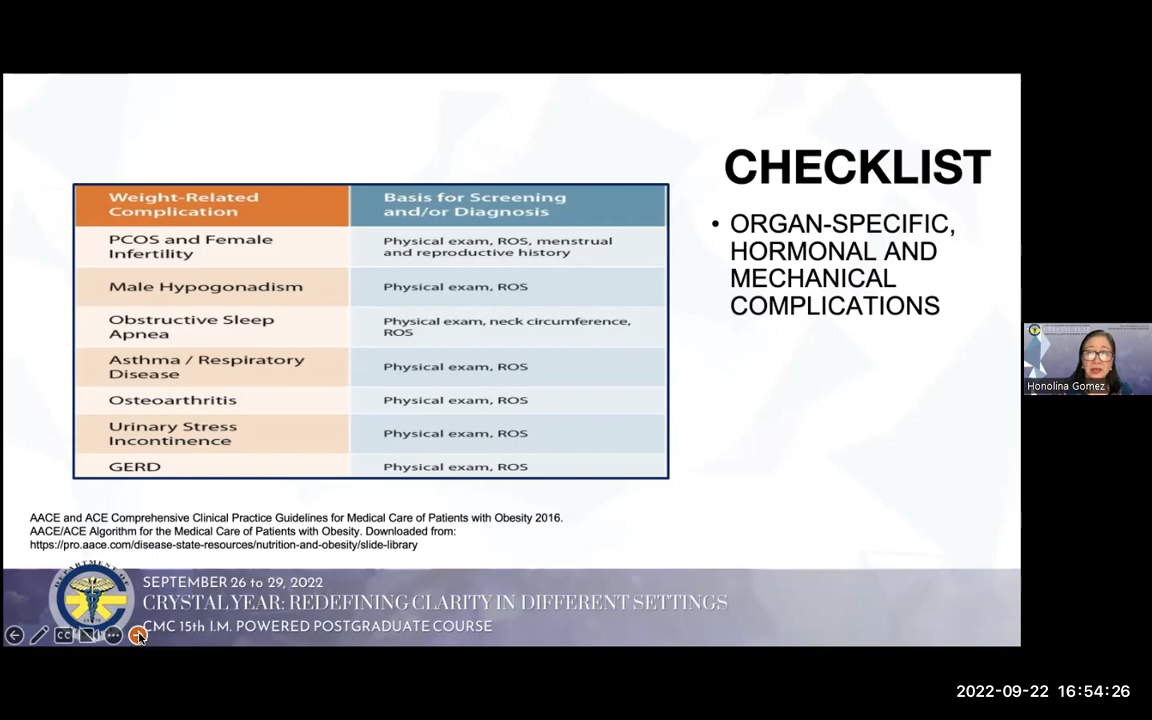 CHECKLIST
• ORGAN-SPECIFIC,
HORMONAL AND
MECHANICAL
COMPLICATIONS
Weight-Related
Complication
Basis for Screening
and/or Diagnosis
PCOS and Female
Infertility
Physical exam, ROS, menstrual
and reproductive history
Male Hypogonadism
Physical exam, ROS
Obstructive Sleep
Apnea
Physical exam, neck circumference,
ROS
Asthma / Respiratory
Disease
Physical exam, ROS
Osteoarthritis
Physical exam, ROS
Urinary Stress
Incontinence
Physical exam, ROS
GERD
Physical exam, ROS
AACE and ACE Comprehensive Clinical Practice Guidelines for Medical Care of Patients with Obesity 2016.
AACE/ACE Algorithm for the Medical Care of Patients with Obesity. Downloaded from:
https://pro.aace.com/disease-state-resources/nutrition-and-obesity/slide-library
DEPARTMENT OF
SEPTEMBER 26 to 29, 2022
CRYSTAL YEAR: REDEFINING CLARITY IN DIFFERENT SETTINGS
CMC 15th I.M. POWERED POSTGRADUATE COURSE
CC
Honolina Gomez
2022-09-22 16:54:26